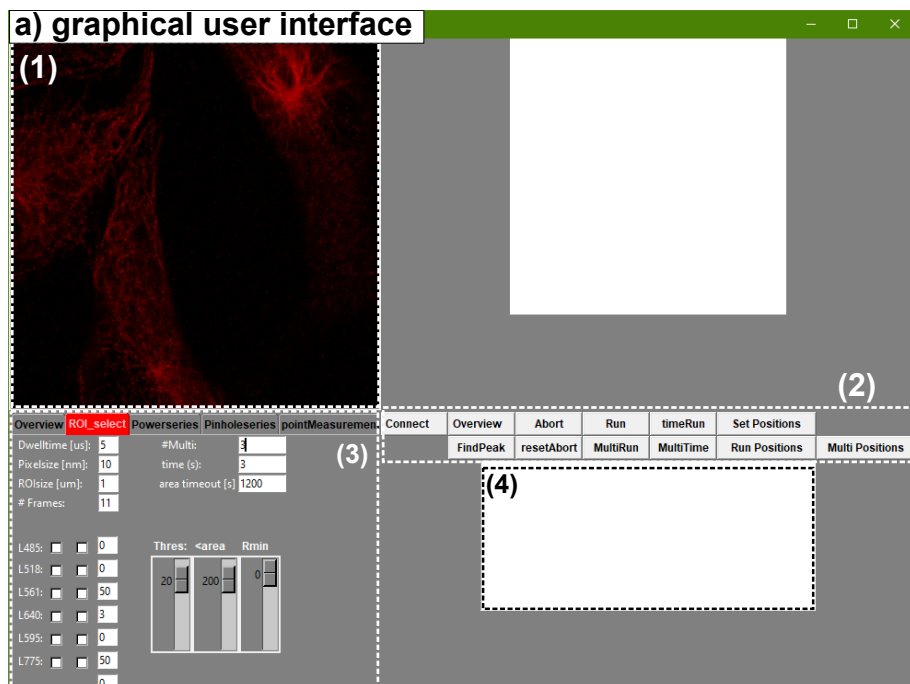 a) graphical user interface
(1)
(2)
Overview ROI_select Powerseries Pinholeseries pointMeasuremen
Connect Overview Abort Run timeRun Set Positions
FindPeak resetAbort MultiRun MultiTime Run Positions Multi Positions
Dwelltime [us]: 5 #Multi: 3
(3)
Pixelsize [nm]: 10 time (s): 3
ROIsize [um]: 1 area timeout [s] 1200
# Frames: 11
(4)
L485: 0
Thres: <area Rmin
L518: 0
20 200 0
L561: 50
L640: 3
L595: 0
L775: 50
0